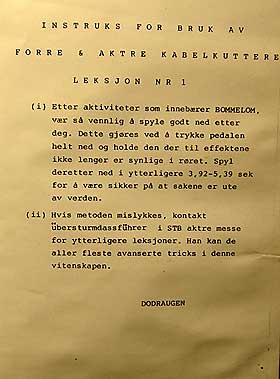 INSTRUKS FOR BRUK AV
FORRE & AKTRE KABELKUTTERE
LEKSJON NR 1
(i) Etter aktiviteter som innebærer BOMMELOM,
vær så vennlig å spyle godt ned etter
deg. Dette gjøres ved å trykke pedalen
helt ned og holde den der til effektene
ikke lenger er synlige i røret. Spyl
deretter ned i ytterligere 3,92-5,39 sek
for å være sikker på at sakene er ute
av verden.
(ii) Hvis metoden mislykkes, kontakt
übersturmdassführer i STB aktre messe
for ytterligere leksjoner. Han kan de
aller fleste avanserte tricks i denne
vitenskapen.
DODRAUGEN